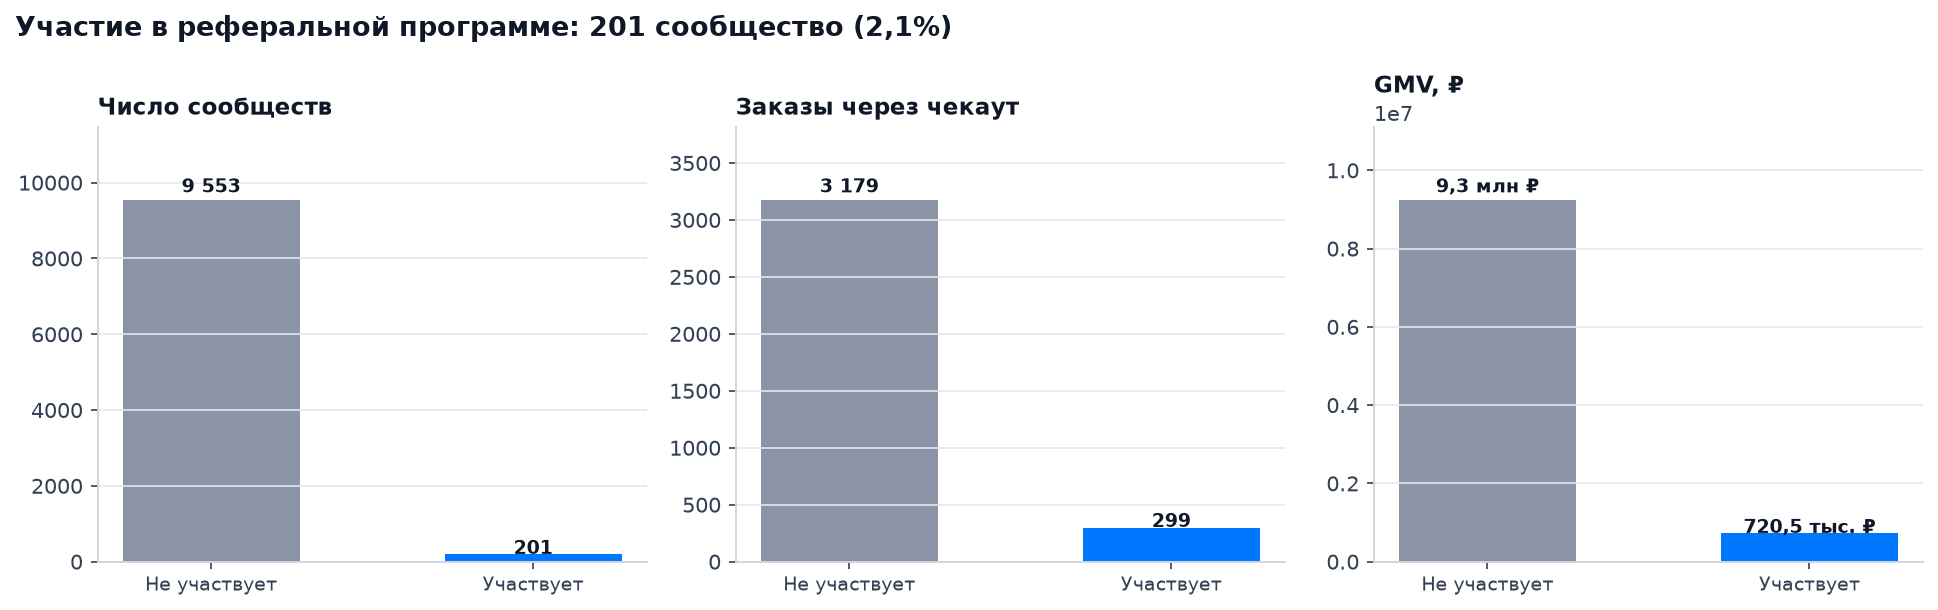 Участие в реферальной программе: 201 сообщество (2,1%)
Число сообществ
10000
8000
6000
4000
2000
0
9 553
201
Не участвует
Участвует
Заказы через чекаут
3500
3000
2500
2000
1500
1000
500
0
3 179
299
Не участвует
Участвует
GMV, ₽
1e7
1.0
0.8
0.6
0.4
0.2
0.0
9,3 млн ₽
720,5 тыс. ₽
Не участвует
Участвует